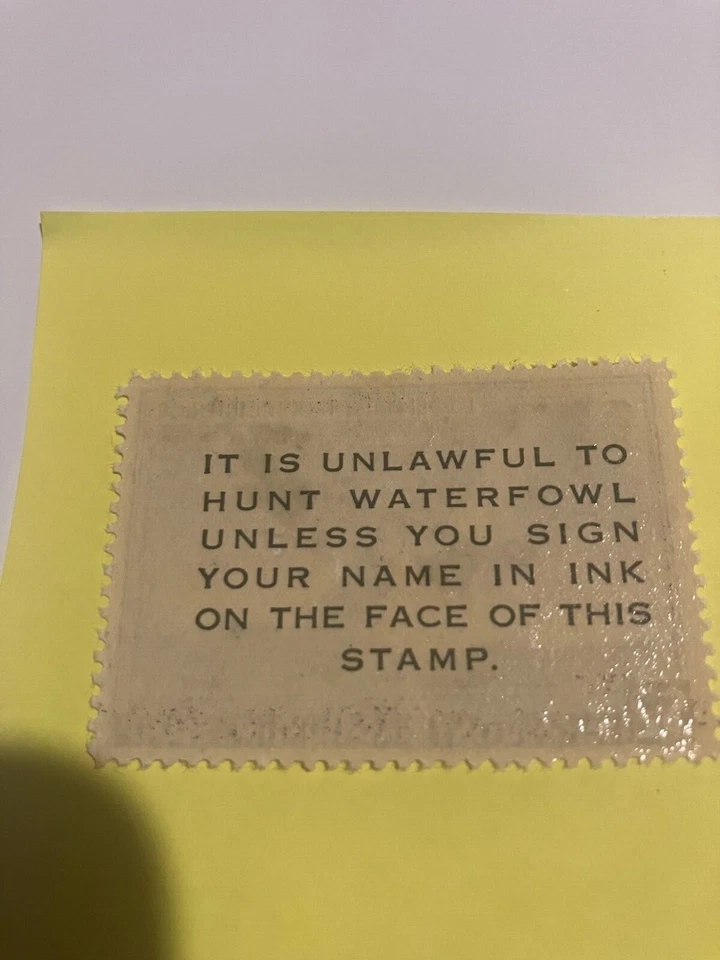 IT IS UNLAWFUL TO
HUNT WATERFOWL
UNLESS YOU SIGN
YOUR NAME IN INK
ON THE FACE OF THIS
STAMP.